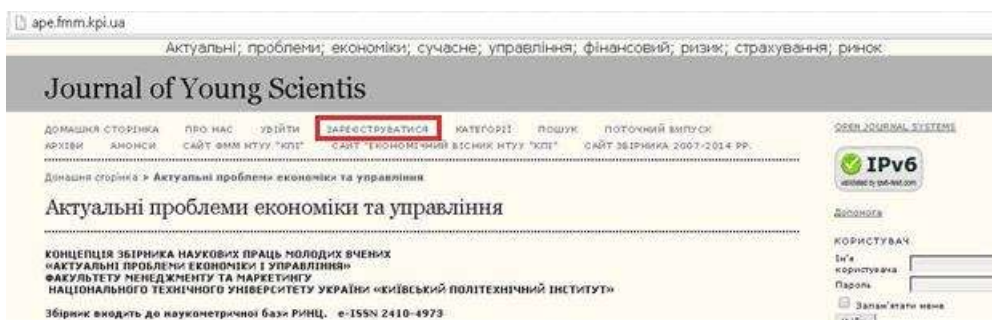 ape.fmm.kpi.ua
Актуальні; проблеми; економіки; сучасне; управління; фінансовий; ризик; страхування; ринок
Journal of Young Scientis
ДОМАШНЯ СТОРІНКА ПРО НАС УВІЙТИ ЗАРЕЄСТРУВАТИСЯ КАТЕГОРІЇ ПОШУК ПОТОЧНИЙ ВИПУСК
АРХІВИ АНОНСИ САЙТ ФММ НТУУ "КПІ" САЙТ "ЕКОНОМІЧНИЙ ВІСНИК НТУУ "КПІ" САЙТ ЗБІРНИКА 2007-2014 РР.
Домашня сторінка > Актуальні проблеми економіки та управління
Актуальні проблеми економіки та управління
КОНЦЕПЦІЯ ЗБІРНИКА НАУКОВИХ ПРАЦЬ МОЛОДИХ ВЧЕНИХ
«АКТУАЛЬНІ ПРОБЛЕМИ ЕКОНОМІКИ І УПРАВЛІННЯ»
ФАКУЛЬТЕТУ МЕНЕДЖМЕНТУ ТА МАРКЕТИНГУ
НАЦІОНАЛЬНОГО ТЕХНІЧНОГО УНІВЕРСИТЕТУ УКРАЇНИ «КИЇВСЬКИЙ ПОЛІТЕХНІЧНИЙ ІНСТИТУТ»
Збірник входить до наукометричної бази РИНЦ. e-ISSN 2410-4973
OPEN JOURNAL SYSTEMS
IPv6
Допомога
КОРИСТУВАЧ
Ім'я
користувача
Пароль
Запам'ятати мене